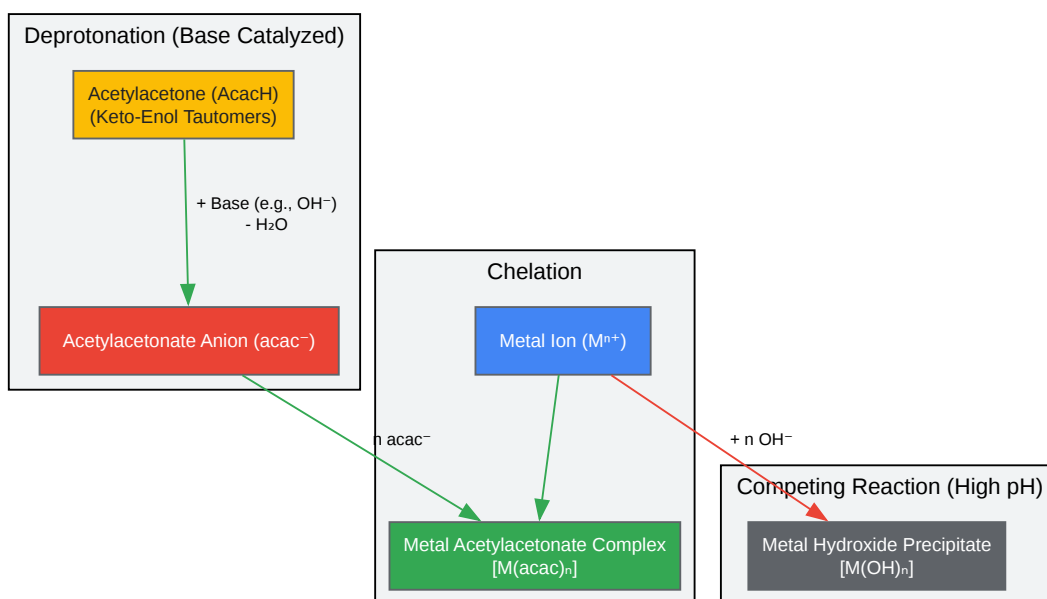 Deprotonation (Base Catalyzed)
Acetylacetone (AcacH)
(Keto-Enol Tautomers)
+ Base (e.g., OH⁻)
- H₂O
Acetylacetonate Anion (acac⁻)
Chelation
Metal Ion (Mⁿ⁺)
n acac⁻
+ n OH⁻
Metal Acetylacetonate Complex
[M(acac)ₙ]
Competing Reaction (High pH)
Metal Hydroxide Precipitate
[M(OH)ₙ]